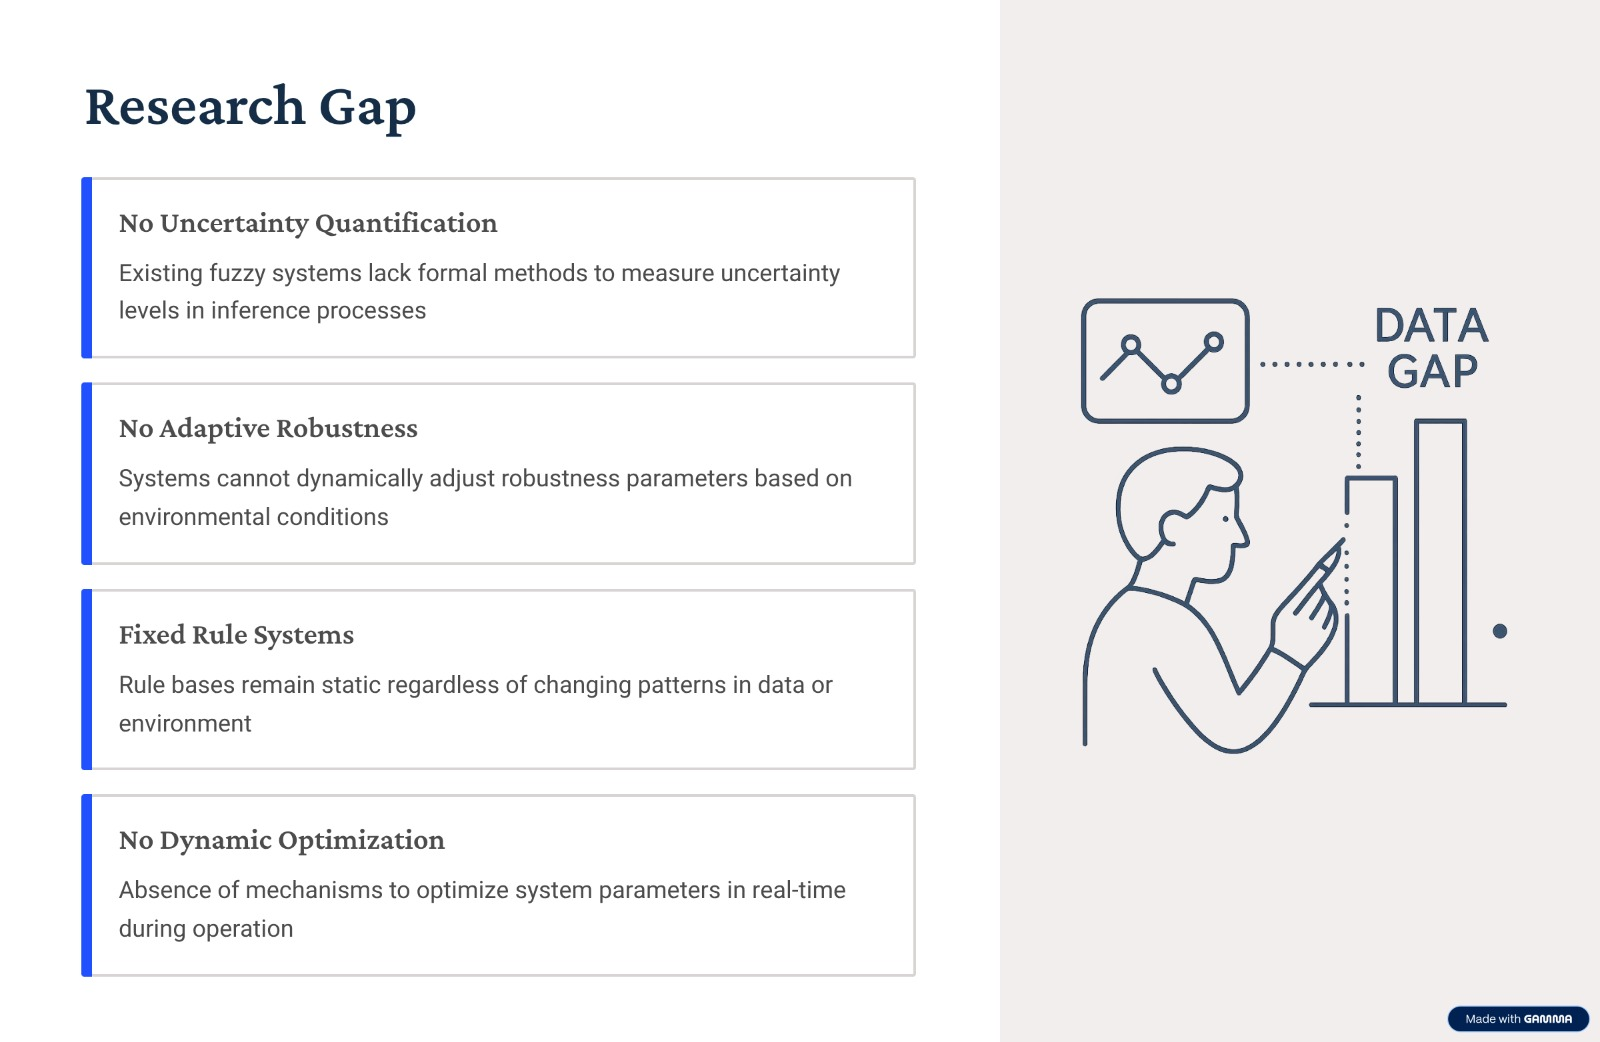 Research Gap
No Uncertainty Quantification
Existing fuzzy systems lack formal methods to measure uncertainty
levels in inference processes
No Adaptive Robustness
Systems cannot dynamically adjust robustness parameters based on
environmental conditions
Fixed Rule Systems
Rule bases remain static regardless of changing patterns in data or
environment
No Dynamic Optimization
Absence of mechanisms to optimize system parameters in real-time
during operation
DATA
GAP
Made with GAMMA